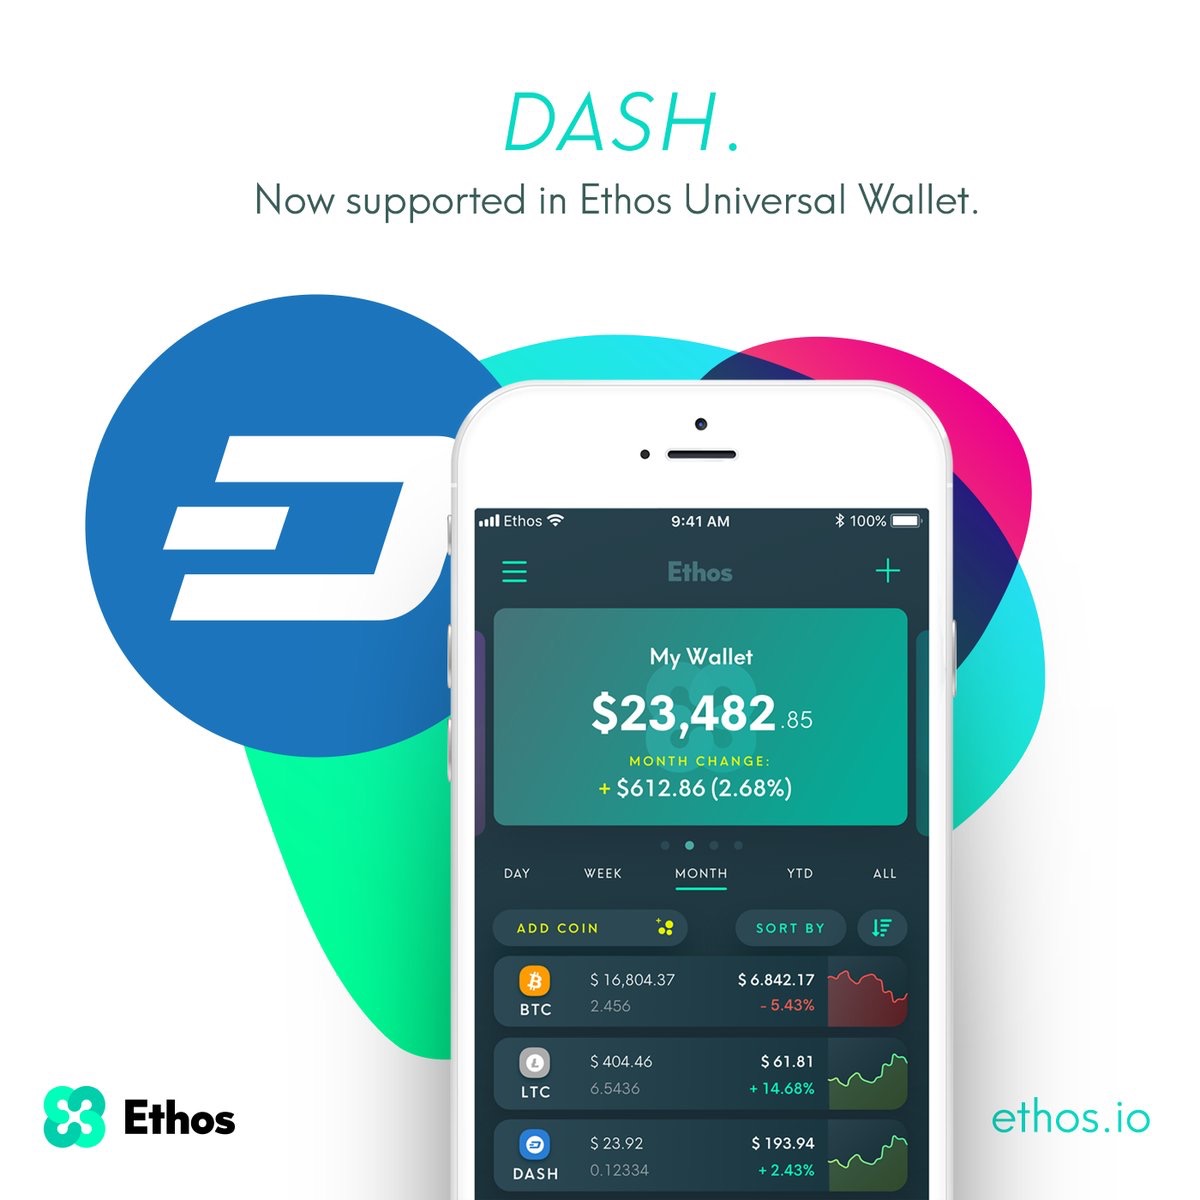 DASH.
Now supported in Ethos Universal Wallet.
Ethos 9:41 AM 100%
Ethos
My Wallet
$23,482.85
MONTH CHANGE:
+ $612.86 (2.68%)
DAY WEEK MONTH YTD ALL
ADD COIN SORT BY
$ 16,804.37 $ 6.842.17
BTC 2.456 - 5.43%
$ 404.46 $ 61.81
LTC 6.5436 + 14.68%
$ 23.92 $ 193.94
DASH 0.12334 + 2.43%
Ethos
ethos.io